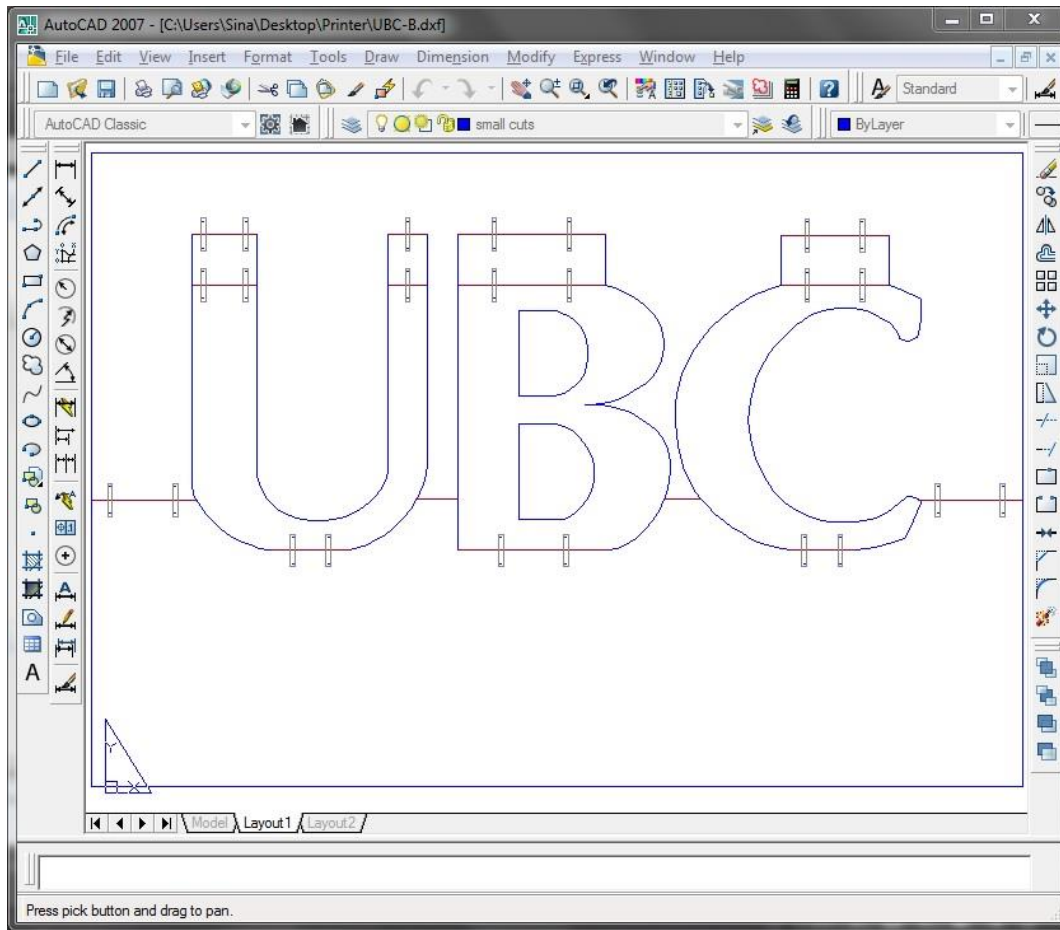 AutoCAD 2007 - [C:\Users\Sina\Desktop\Printer\UBC-B.dxf]
File Edit View Insert Format Tools Draw Dimension Modify Express Window Help
Standard
AutoCAD Classic small cuts ByLayer
UBC
Y
X
Model Layout1 Layout2
Press pick button and drag to pan.